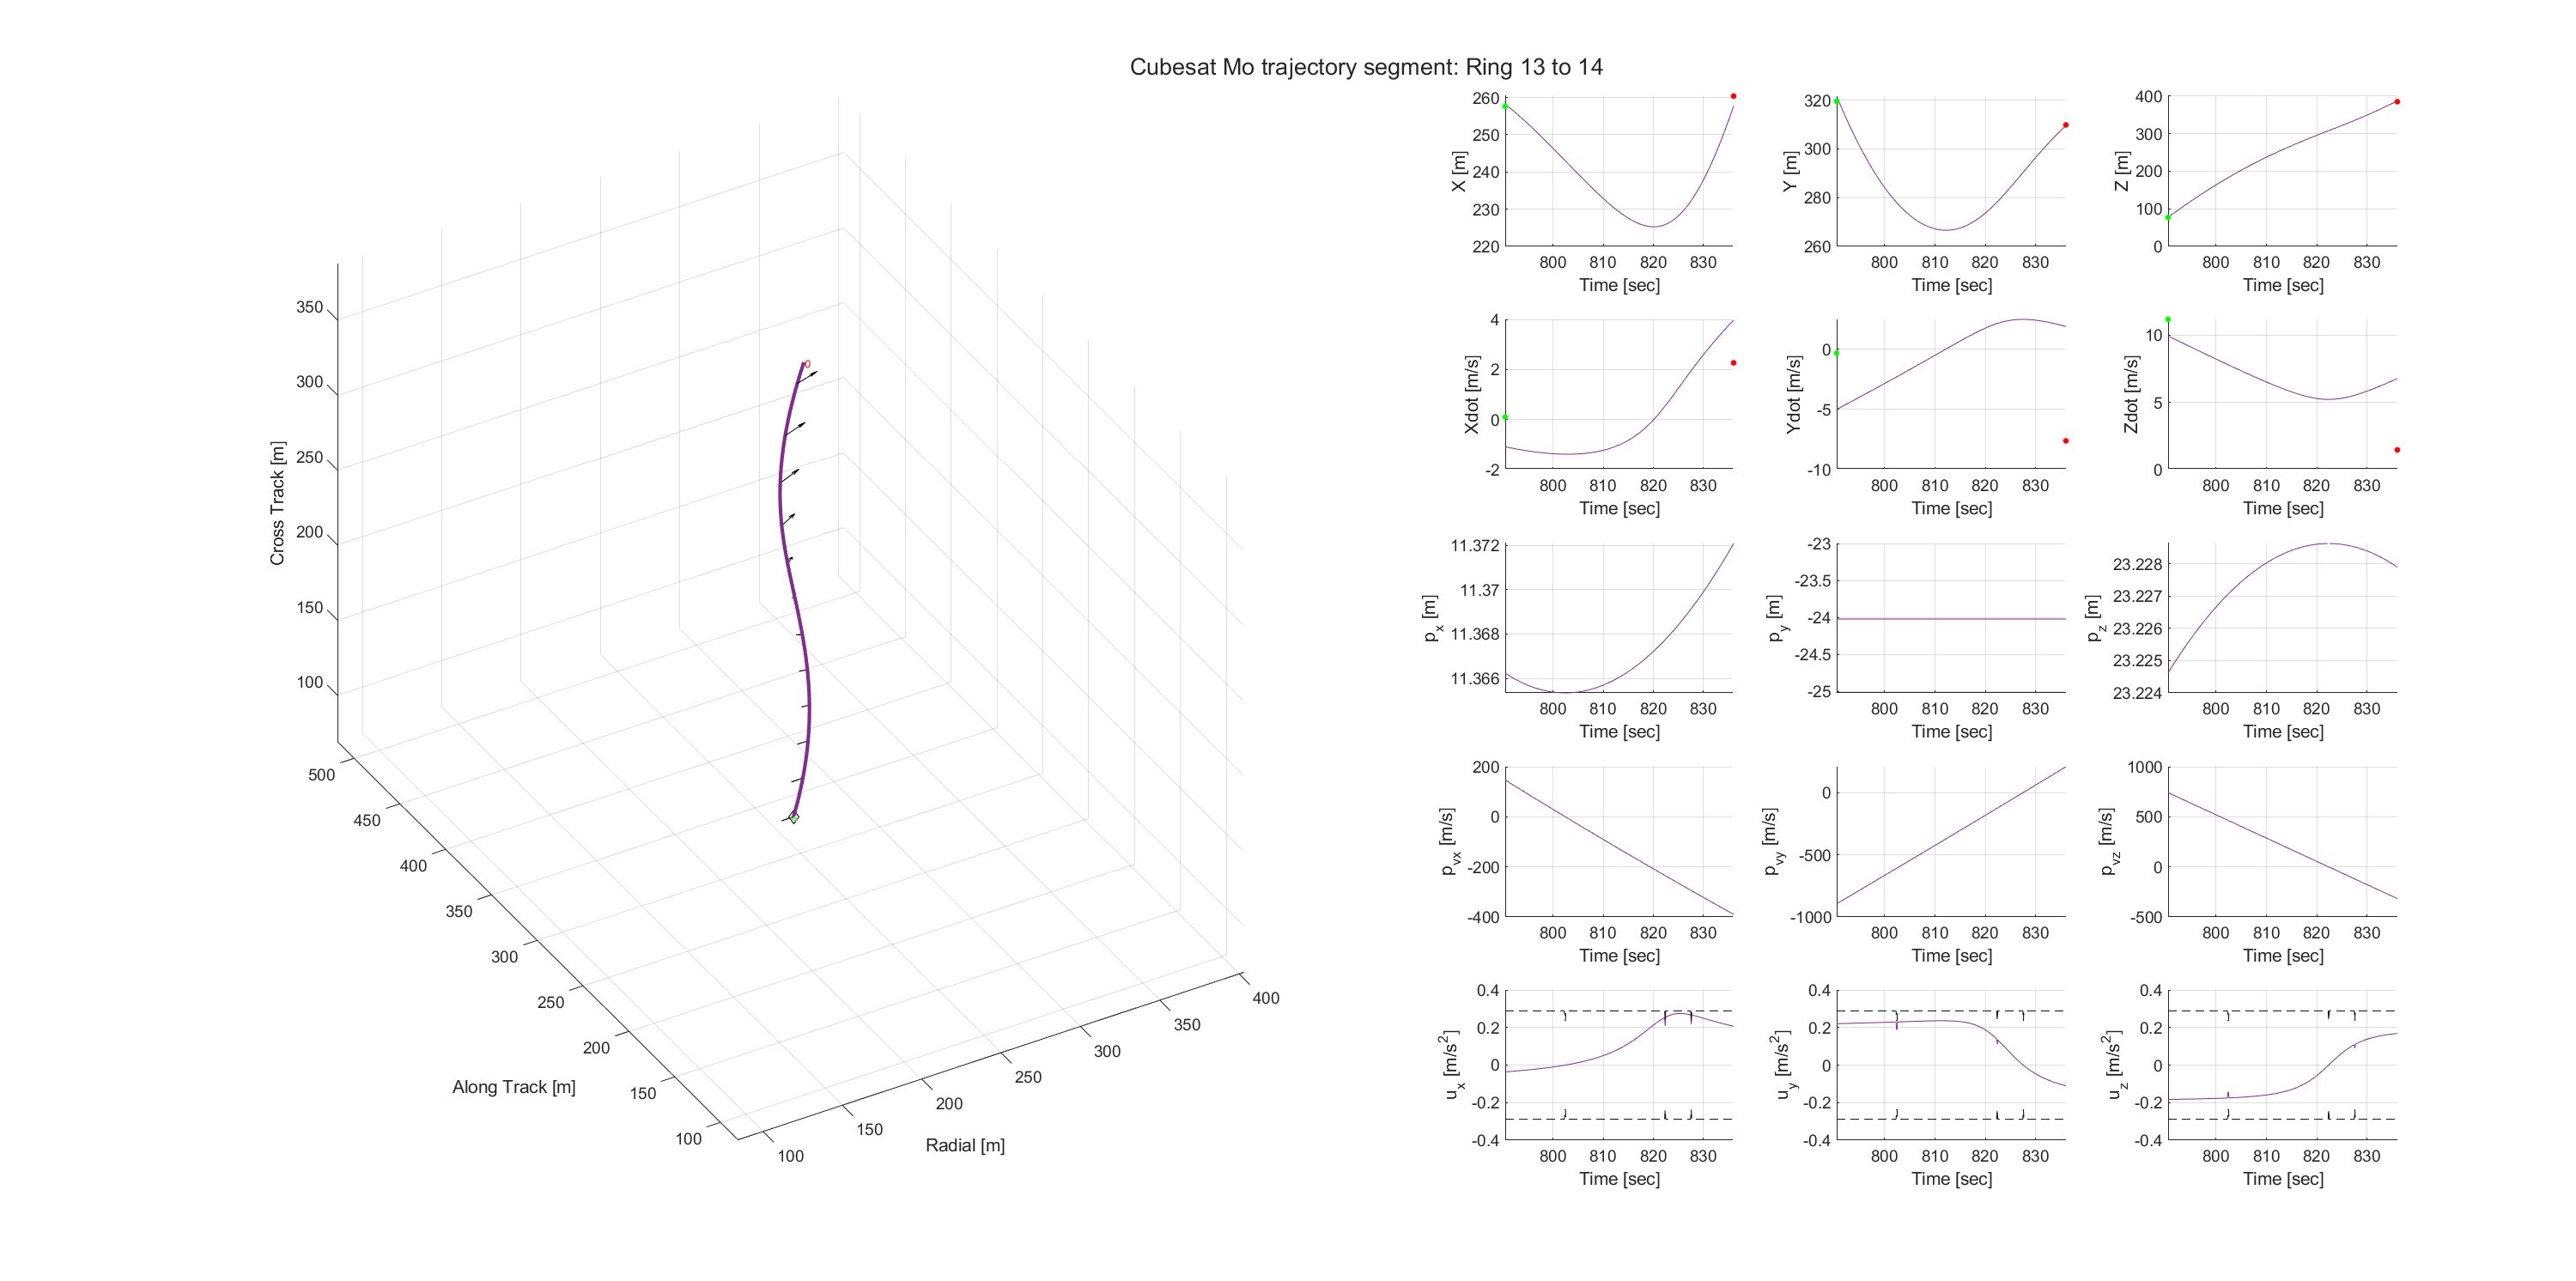 Cubesat Mo trajectory segment: Ring 13 to 14
Cross Track [m]
350
300
250
200
150
100
Along Track [m]
500
450
400
350
300
250
200
150
100
Radial [m]
100
150
200
250
300
350
400
0
X [m]
260
250
240
230
220
800 810 820 830
Time [sec]
Y [m]
320
300
280
260
800 810 820 830
Time [sec]
Z [m]
400
300
200
100
0
800 810 820 830
Time [sec]
Xdot [m/s]
4
2
0
-2
800 810 820 830
Time [sec]
Ydot [m/s]
0
-5
-10
800 810 820 830
Time [sec]
Zdot [m/s]
10
5
0
800 810 820 830
Time [sec]
p_x [m]
11.372
11.37
11.368
11.366
800 810 820 830
Time [sec]
p_y [m]
-23
-23.5
-24
-24.5
-25
800 810 820 830
Time [sec]
p_z [m]
23.228
23.227
23.226
23.225
23.224
800 810 820 830
Time [sec]
p_vx [m/s]
200
0
-200
-400
800 810 820 830
Time [sec]
p_vy [m/s]
0
-500
-1000
800 810 820 830
Time [sec]
p_vz [m/s]
1000
500
0
-500
800 810 820 830
Time [sec]
u_x [m/s²]
0.4
0.2
0
-0.2
-0.4
800 810 820 830
Time [sec]
u_y [m/s²]
0.4
0.2
0
-0.2
-0.4
800 810 820 830
Time [sec]
u_z [m/s²]
0.4
0.2
0
-0.2
-0.4
800 810 820 830
Time [sec]